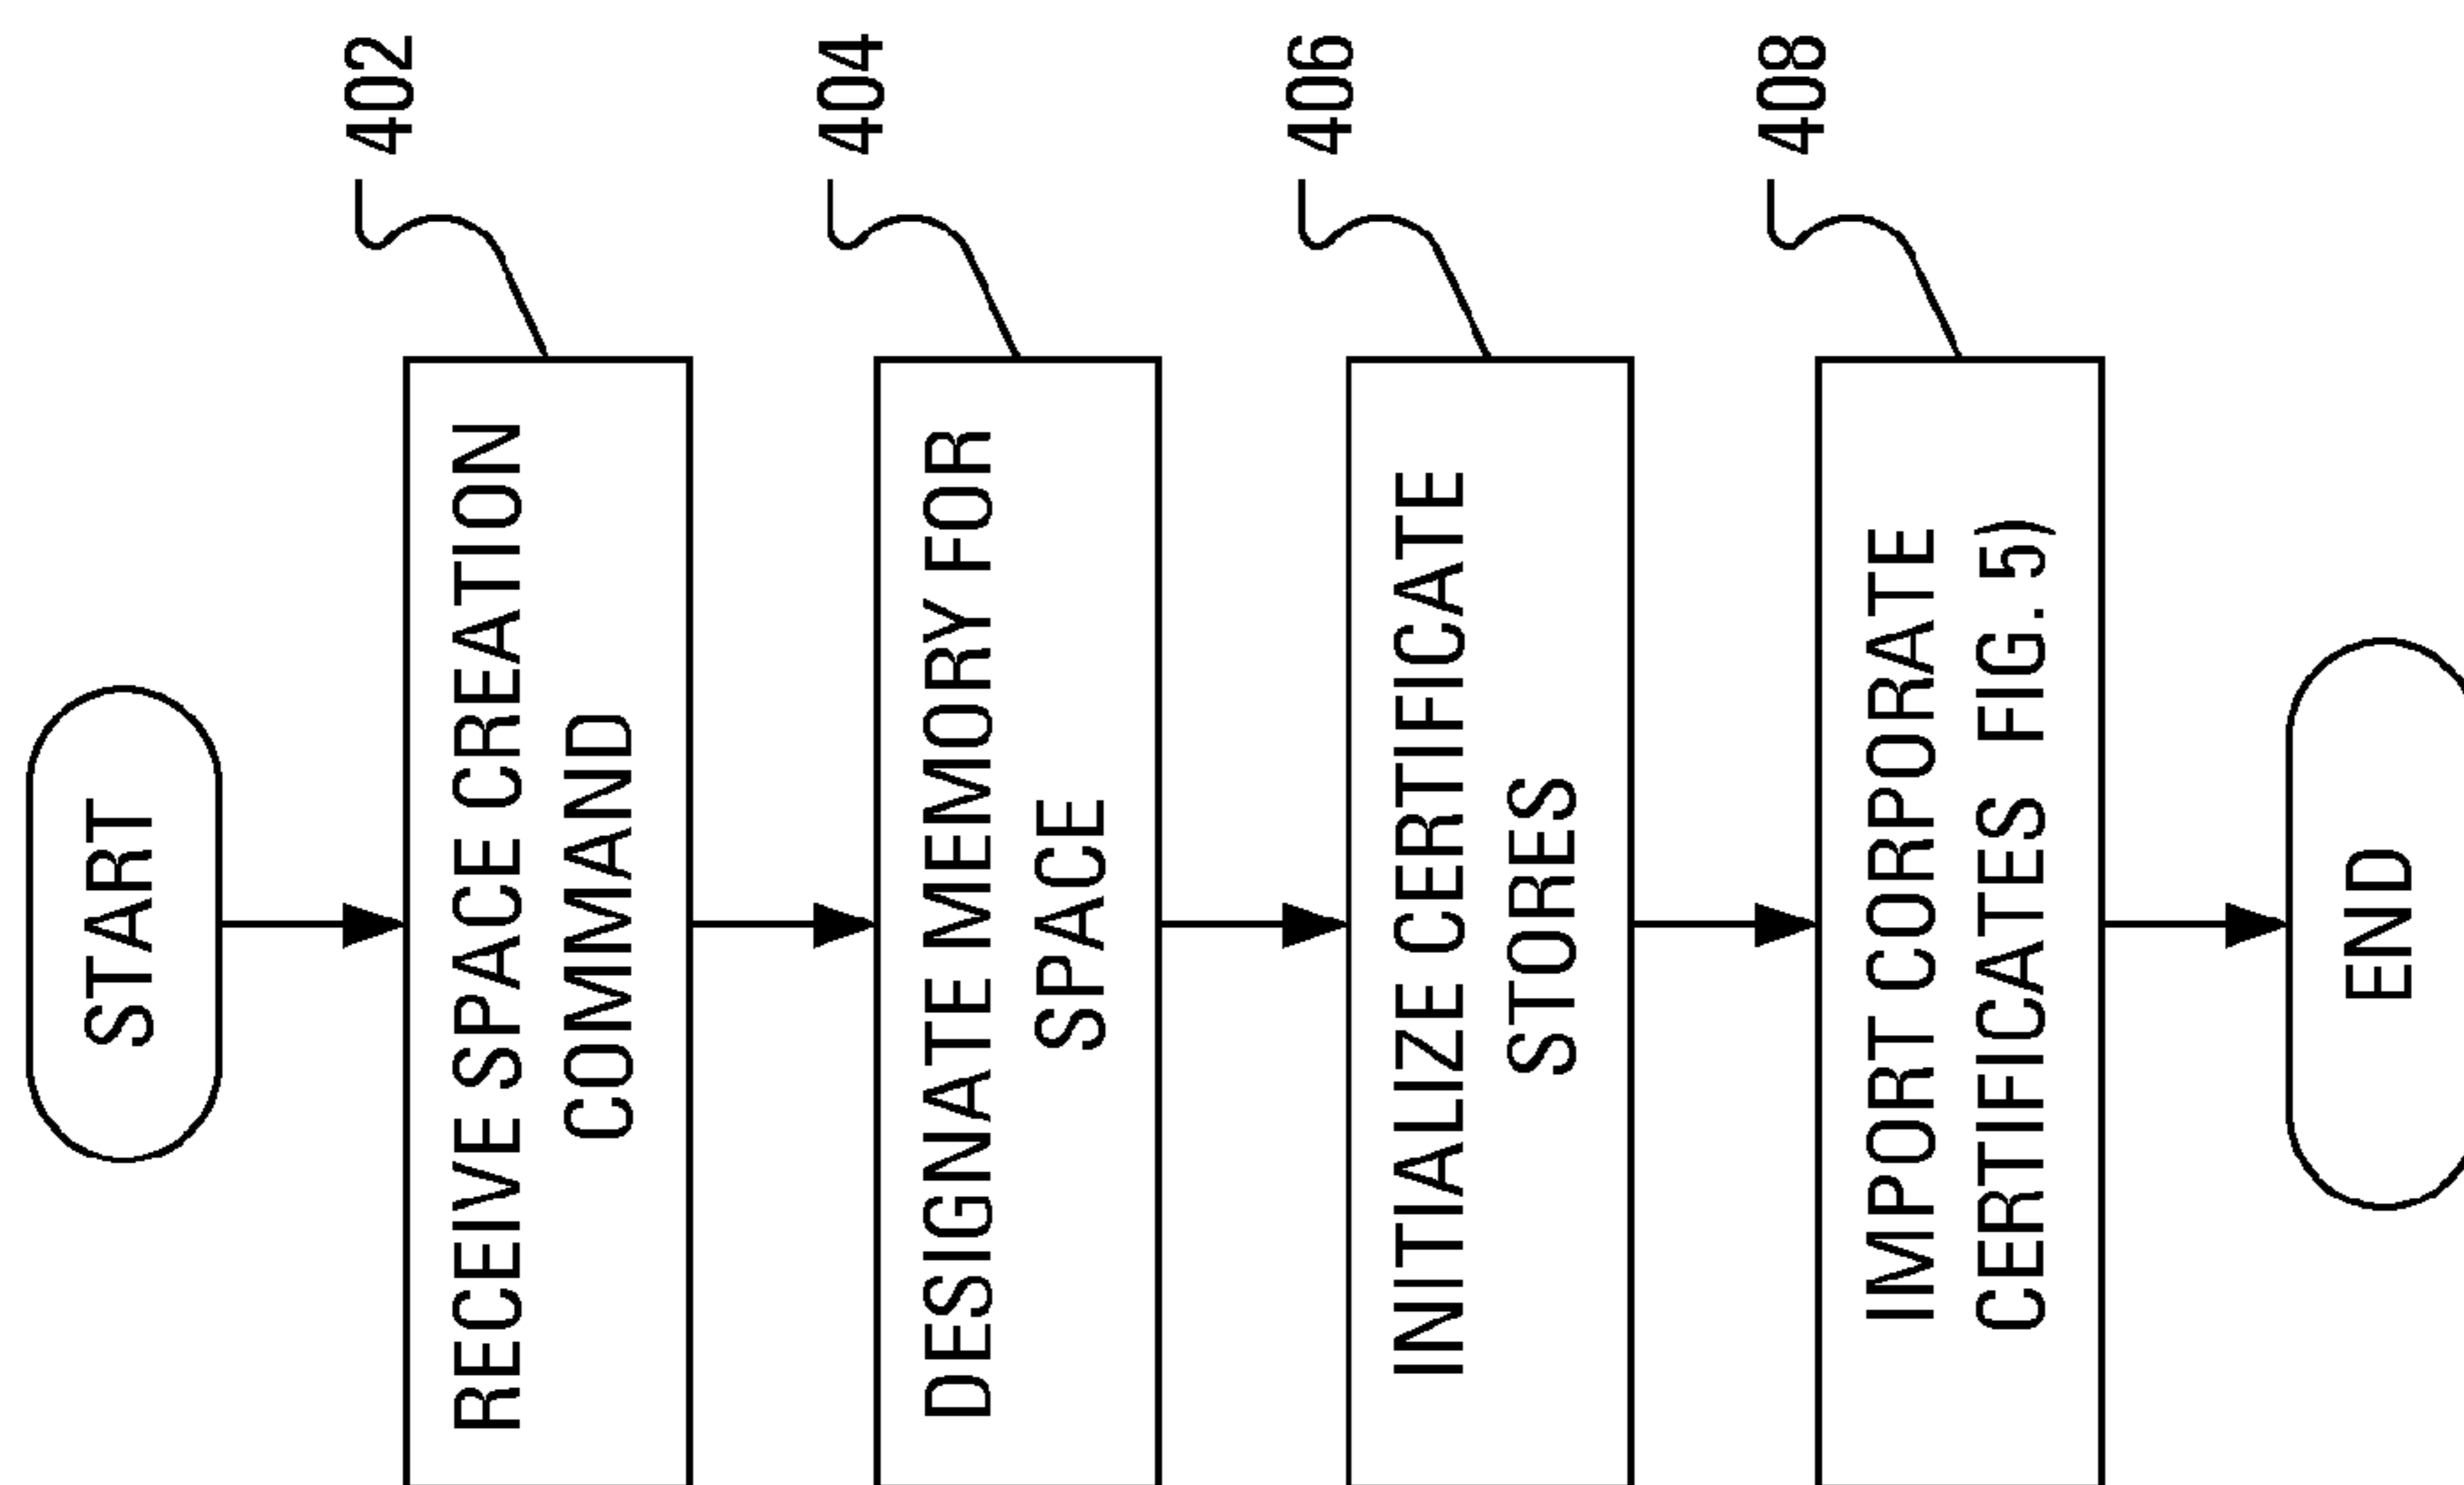 START
402
RECEIVE SPACE CREATION
COMMAND
404
DESIGNATE MEMORY FOR
SPACE
406
INITIALIZE CERTIFICATE
STORES
408
IMPORT CORPORATE
CERTIFICATES FIG. 5)
END